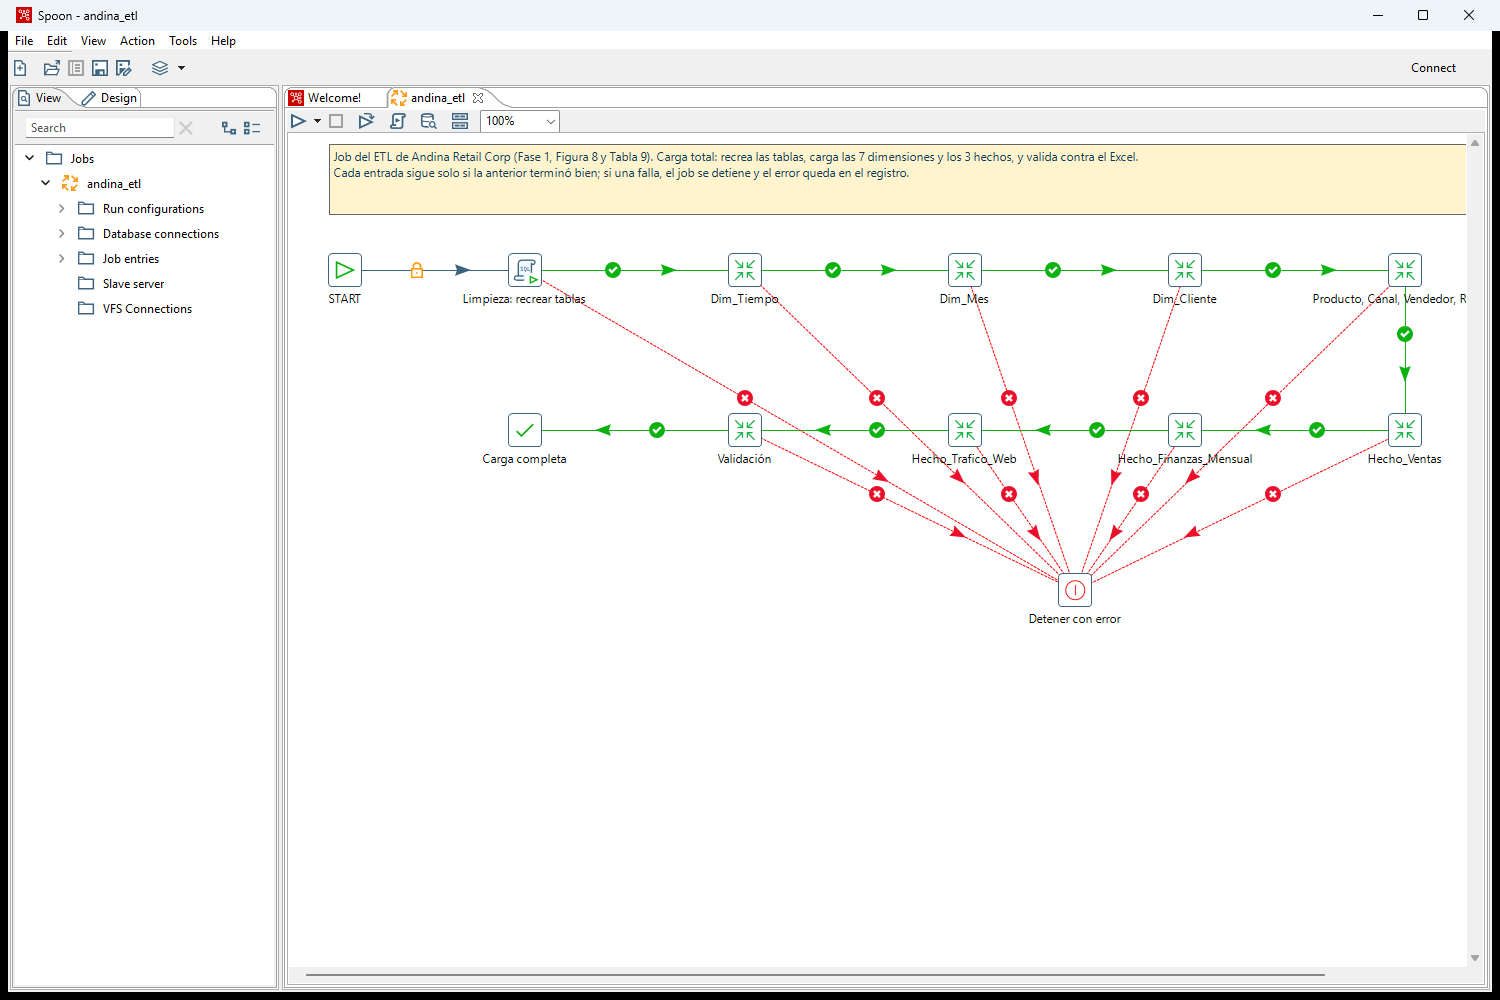 Spoon - andina_etl
File Edit View Action Tools Help
Connect
View Design
Welcome! andina_etl
Search
100%
Jobs
andina_etl
Run configurations
Database connections
Job entries
Slave server
VFS Connections
Job del ETL de Andina Retail Corp (Fase 1, Figura 8 y Tabla 9). Carga total: recrea las tablas, carga las 7 dimensiones y los 3 hechos, y valida contra el Excel.
Cada entrada sigue solo si la anterior terminó bien; si una falla, el job se detiene y el error queda en el registro.
SQL
START
Limpieza: recrear tablas
Dim_Tiempo
Dim_Mes
Dim_Cliente
Producto, Canal, Vendedor, R
Carga completa
Validación
Hecho_Trafico_Web
Hecho_Finanzas_Mensual
Hecho_Ventas
Detener con error